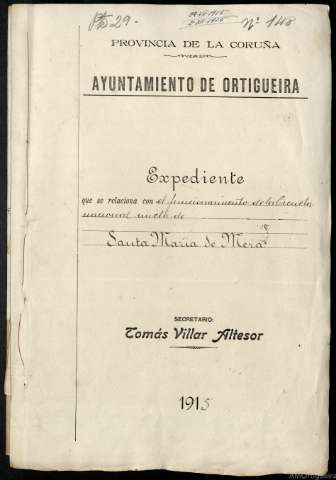 29.
Nº 148
PROVINCIA DE LA CORUÑA
AYUNTAMIENTO DE ORTIGUEIRA
Expediente
que se relaciona con el funcionamiento de la Escuela
nacional mixta de
Santa María de Mera
SECRETARIO:
Tomás Villar Altesor
1915